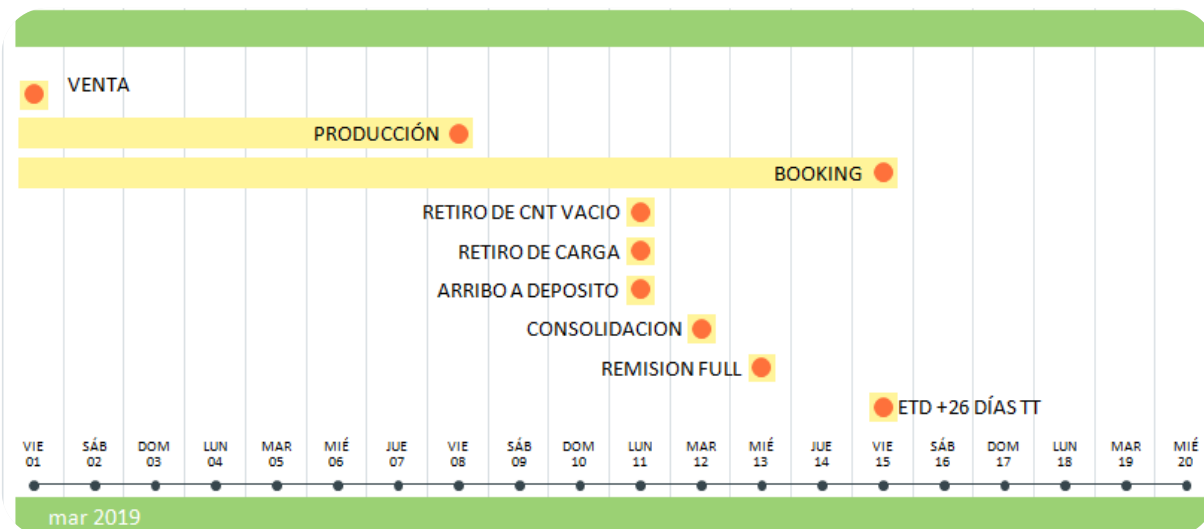 VENTA
PRODUCCIÓN
BOOKING
RETIRO DE CNT VACIO
RETIRO DE CARGA
ARRIBO A DEPOSITO
CONSOLIDACION
REMISION FULL
ETD +26 DÍAS TT
VIE SÁB DOM LUN MAR MIÉ JUE VIE SÁB DOM LUN MAR MIÉ JUE VIE SÁB DOM LUN MAR MIÉ
01 02 03 04 05 06 07 08 09 10 11 12 13 14 15 16 17 18 19 20
mar 2019